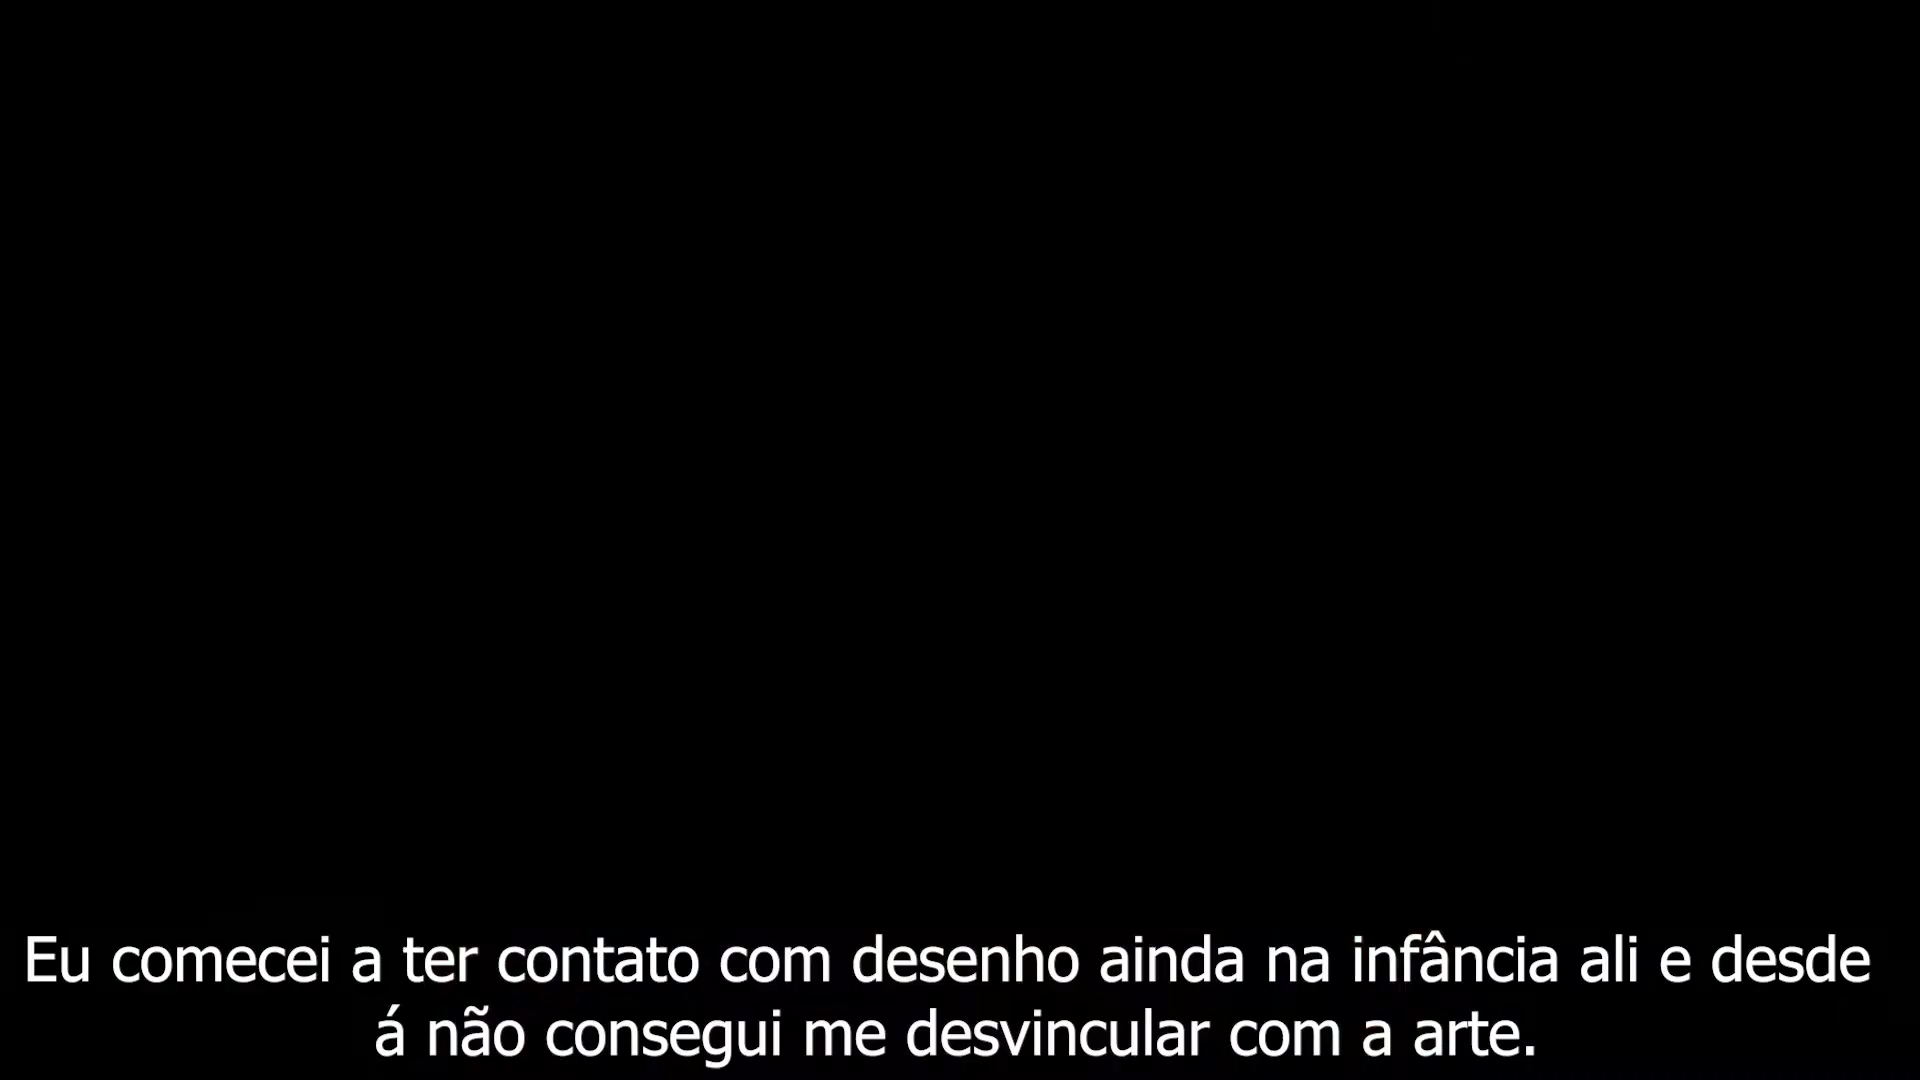 Eu comecei a ter contato com desenho ainda na infância ali e desde
á não consegui me desvincular com a arte.